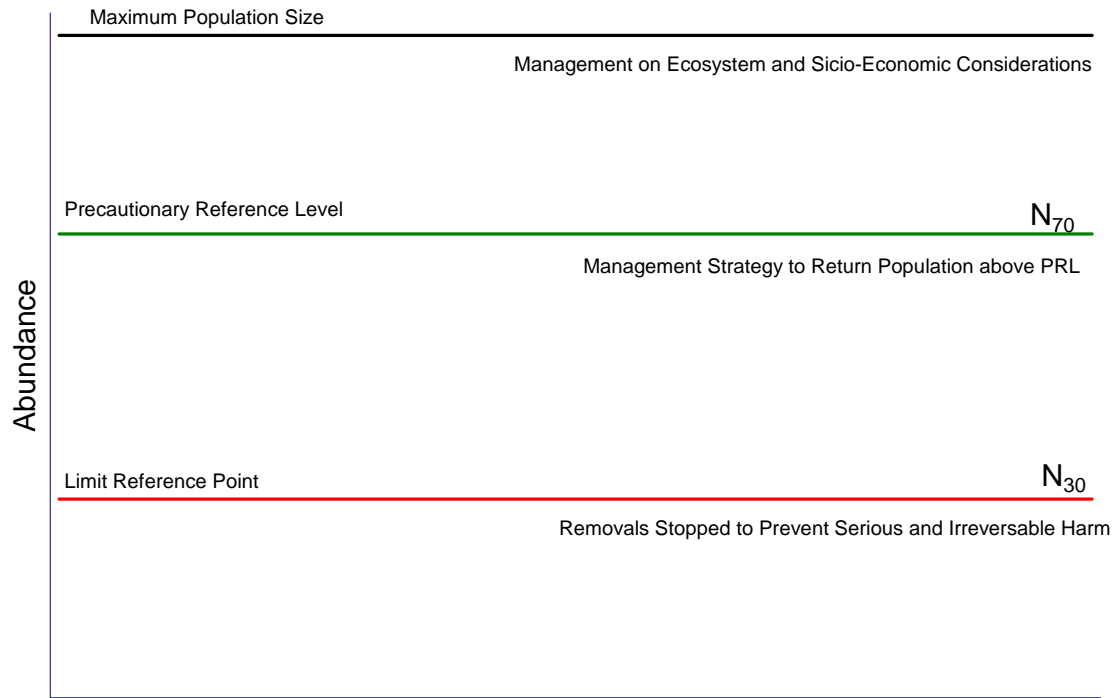 Maximum Population Size
Management on Ecosystem and Sicio-Economic Considerations
Precautionary Reference Level
N70
Management Strategy to Return Population above PRL
Abundance
Limit Reference Point
N30
Removals Stopped to Prevent Serious and Irreversable Harm